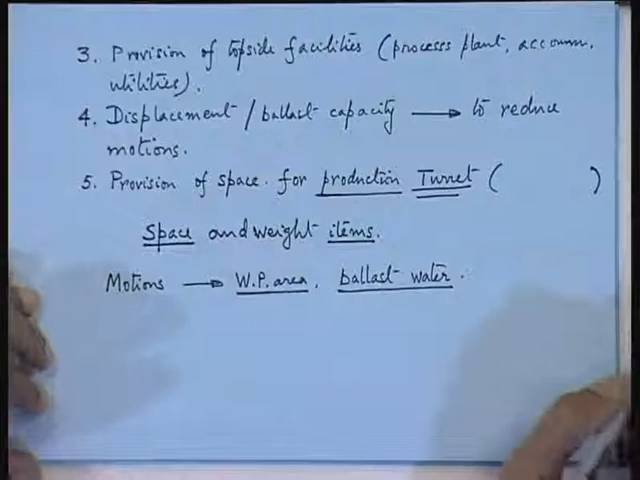 3. Provision of topside facilities (process plant, accomm.
utilities).
4. Displacement / ballast capacity → to reduce
motions.
5. Provision of space for production Turret ( )
Space and weight items.
Motions → W.P. area, ballast water.